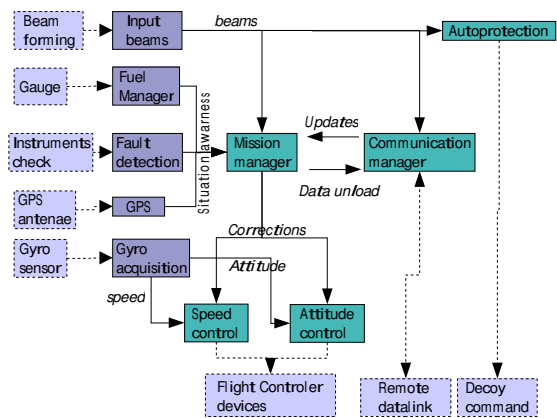 Beam
forming
Input
beams
beams
Autoprotection
Gauge
Fuel
Manager
Situation awarness
Updates
Instruments
check
Fault
detection
Mission
manager
Communication
manager
Data unload
GPS
antenae
GPS
Corrections
Gyro
sensor
Gyro
acquisition
Attitude
speed
Speed
control
Attitude
control
Flight Controler
devices
Remote
datalink
Decoy
command